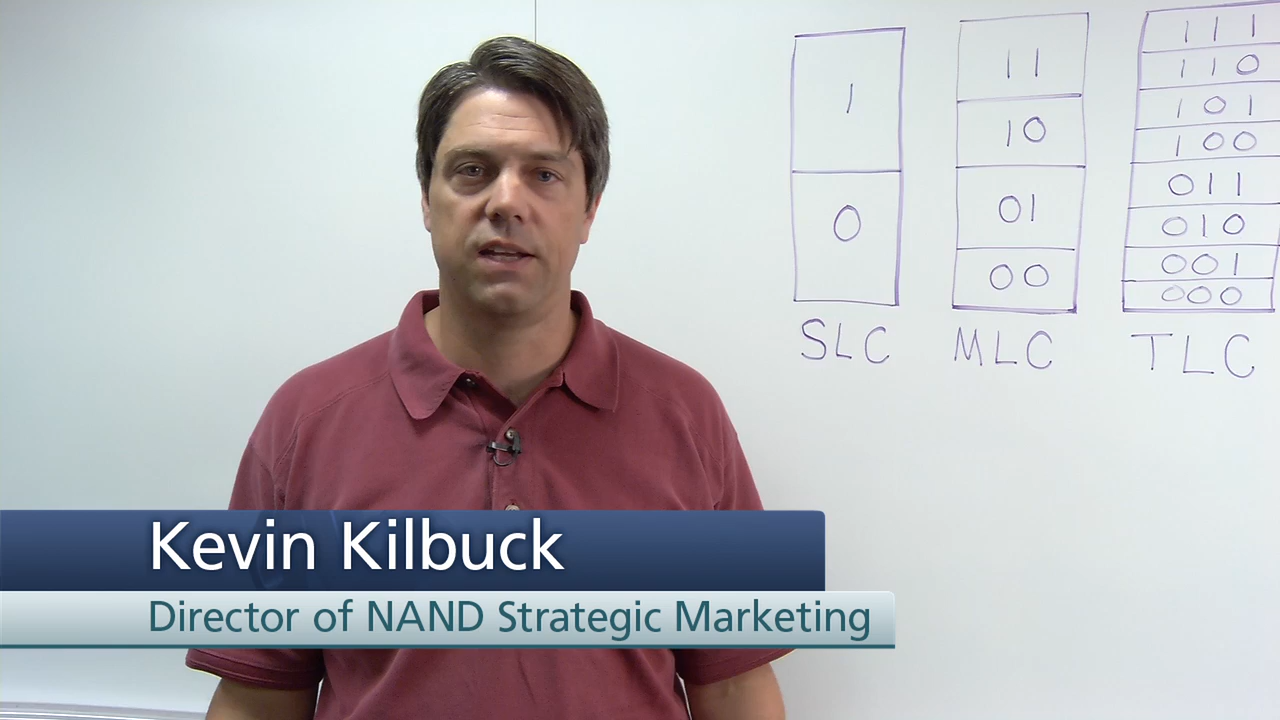 1
0
SLC
11
10
01
00
MLC
111
110
101
100
011
010
001
000
TLC
Kevin Kilbuck
Director of NAND Strategic Marketing